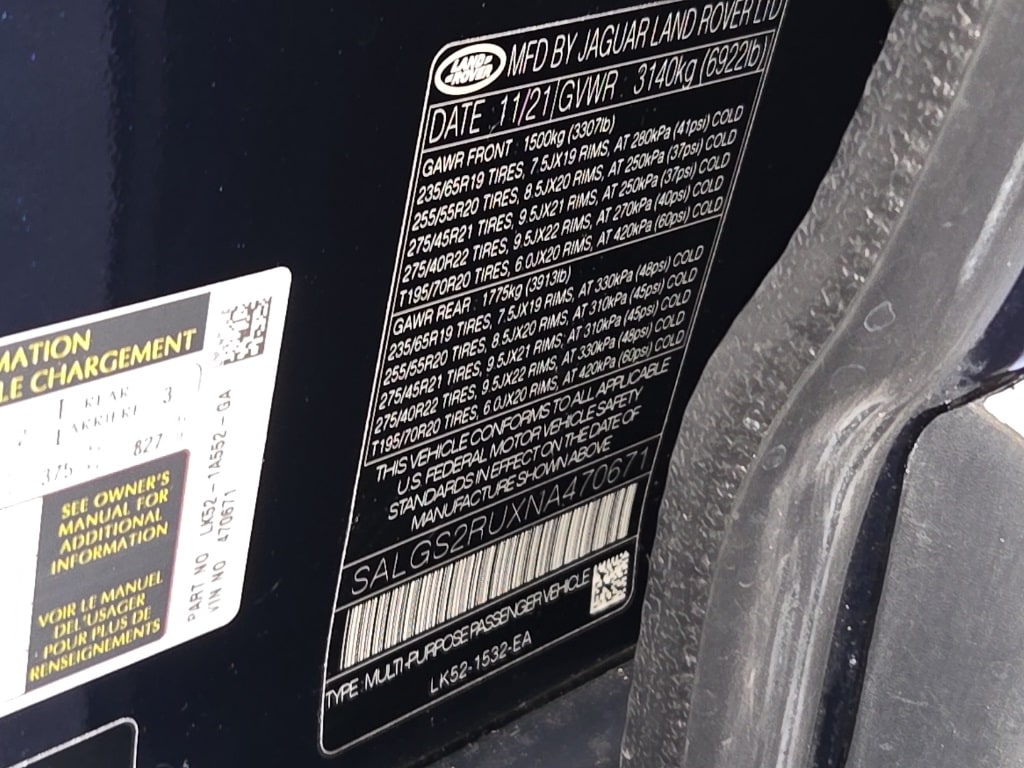 LAND
ROVER
MFD BY JAGUAR LAND ROVER LTD
DATE : 11/21 GVWR : 3140kg (6922lb)
GAWR FRONT : 1500kg (3307lb)
235/65R19 TIRES, 7.5JX19 RIMS, AT 280kPa (41psi) COLD
255/55R20 TIRES, 8.5JX20 RIMS, AT 250kPa (37psi) COLD
275/45R21 TIRES, 9.5JX21 RIMS, AT 250kPa (37psi) COLD
275/40R22 TIRES, 9.5JX22 RIMS, AT 270kPa (40psi) COLD
T195/70R20 TIRES, 6.0JX20 RIMS, AT 420kPa (60psi) COLD
GAWR REAR : 1775kg (3913lb)
235/65R19 TIRES, 7.5JX19 RIMS, AT 330kPa (48psi) COLD
255/55R20 TIRES, 8.5JX20 RIMS, AT 310kPa (45psi) COLD
275/45R21 TIRES, 9.5JX21 RIMS, AT 310kPa (45psi) COLD
275/40R22 TIRES, 9.5JX22 RIMS, AT 330kPa (48psi) COLD
T195/70R20 TIRES, 6.0JX20 RIMS, AT 420kPa (60psi) COLD
THIS VEHICLE CONFORMS TO ALL APPLICABLE
U.S. FEDERAL MOTOR VEHICLE SAFETY
STANDARDS IN EFFECT ON THE DATE OF
MANUFACTURE SHOWN ABOVE
SALGS2RUXNA470671
TYPE : MULTI-PURPOSE PASSENGER VEHICLE
LK52-1532-EA
MATION
LE CHARGEMENT
2 REAR 3
ARRIERE
375 827
SEE OWNER'S
MANUAL FOR
ADDITIONAL
INFORMATION
VOIR LE MANUEL
DE L'USAGER
POUR PLUS DE
RENSEIGNEMENTS
PART NO LK52-1A552-GA
VIN NO 470671